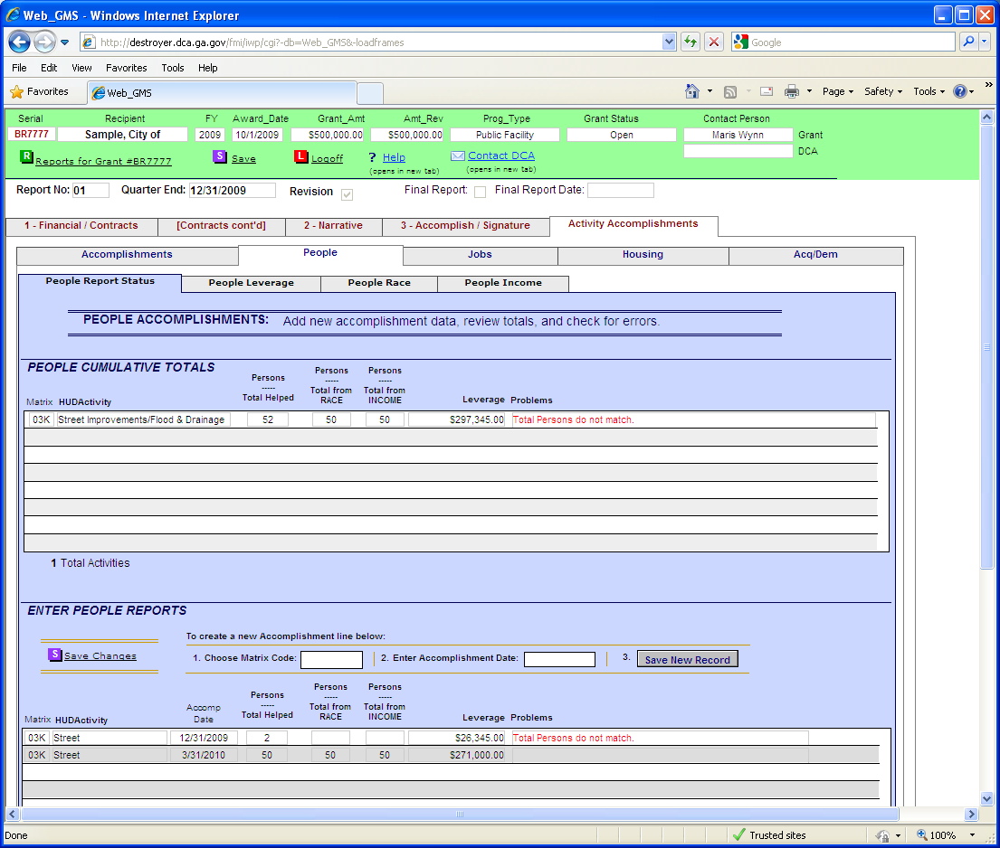 Web_GMS - Windows Internet Explorer
http://destroyer.dca.ga.gov/fmi/iwp/cgi?-db=Web_GMS&-loadframes
Google
File Edit View Favorites Tools Help
Favorites Web_GMS Page Safety Tools
Serial Recipient FY Award_Date Grant_Amt Amt_Rev Prog_Type Grant Status Contact Person
BR7777 Sample, City of 2009 10/1/2009 $500,000.00 $500,000.00 Public Facility Open Maris Wynn Grant
DCA
R Reports for Grant #BR7777 S Save L Logoff ? Help Contact DCA
(opens in new tab) (opens in new tab)
Report No: 01 Quarter End: 12/31/2009 Revision Final Report: Final Report Date:
1 - Financial / Contracts [Contracts cont'd] 2 - Narrative 3 - Accomplish / Signature Activity Accomplishments
Accomplishments People Jobs Housing Acq/Dem
People Report Status People Leverage People Race People Income
PEOPLE ACCOMPLISHMENTS: Add new accomplishment data, review totals, and check for errors.
PEOPLE CUMULATIVE TOTALS
Persons Persons Persons
----- ----- -----
Total Helped Total from Total from
RACE INCOME
Matrix HUDActivity Leverage Problems
03K Street Improvements/Flood & Drainage 52 50 50 $297,345.00 Total Persons do not match.
1 Total Activities
ENTER PEOPLE REPORTS
To create a new Accomplishment line below:
S Save Changes 1. Choose Matrix Code: 2. Enter Accomplishment Date: 3. Save New Record
Persons Persons Persons
----- ----- -----
Accomp Total Helped Total from Total from
Date RACE INCOME
Matrix HUDActivity Leverage Problems
03K Street 12/31/2009 2 $26,345.00 Total Persons do not match.
03K Street 3/31/2010 50 50 50 $271,000.00
Done Trusted sites 100%